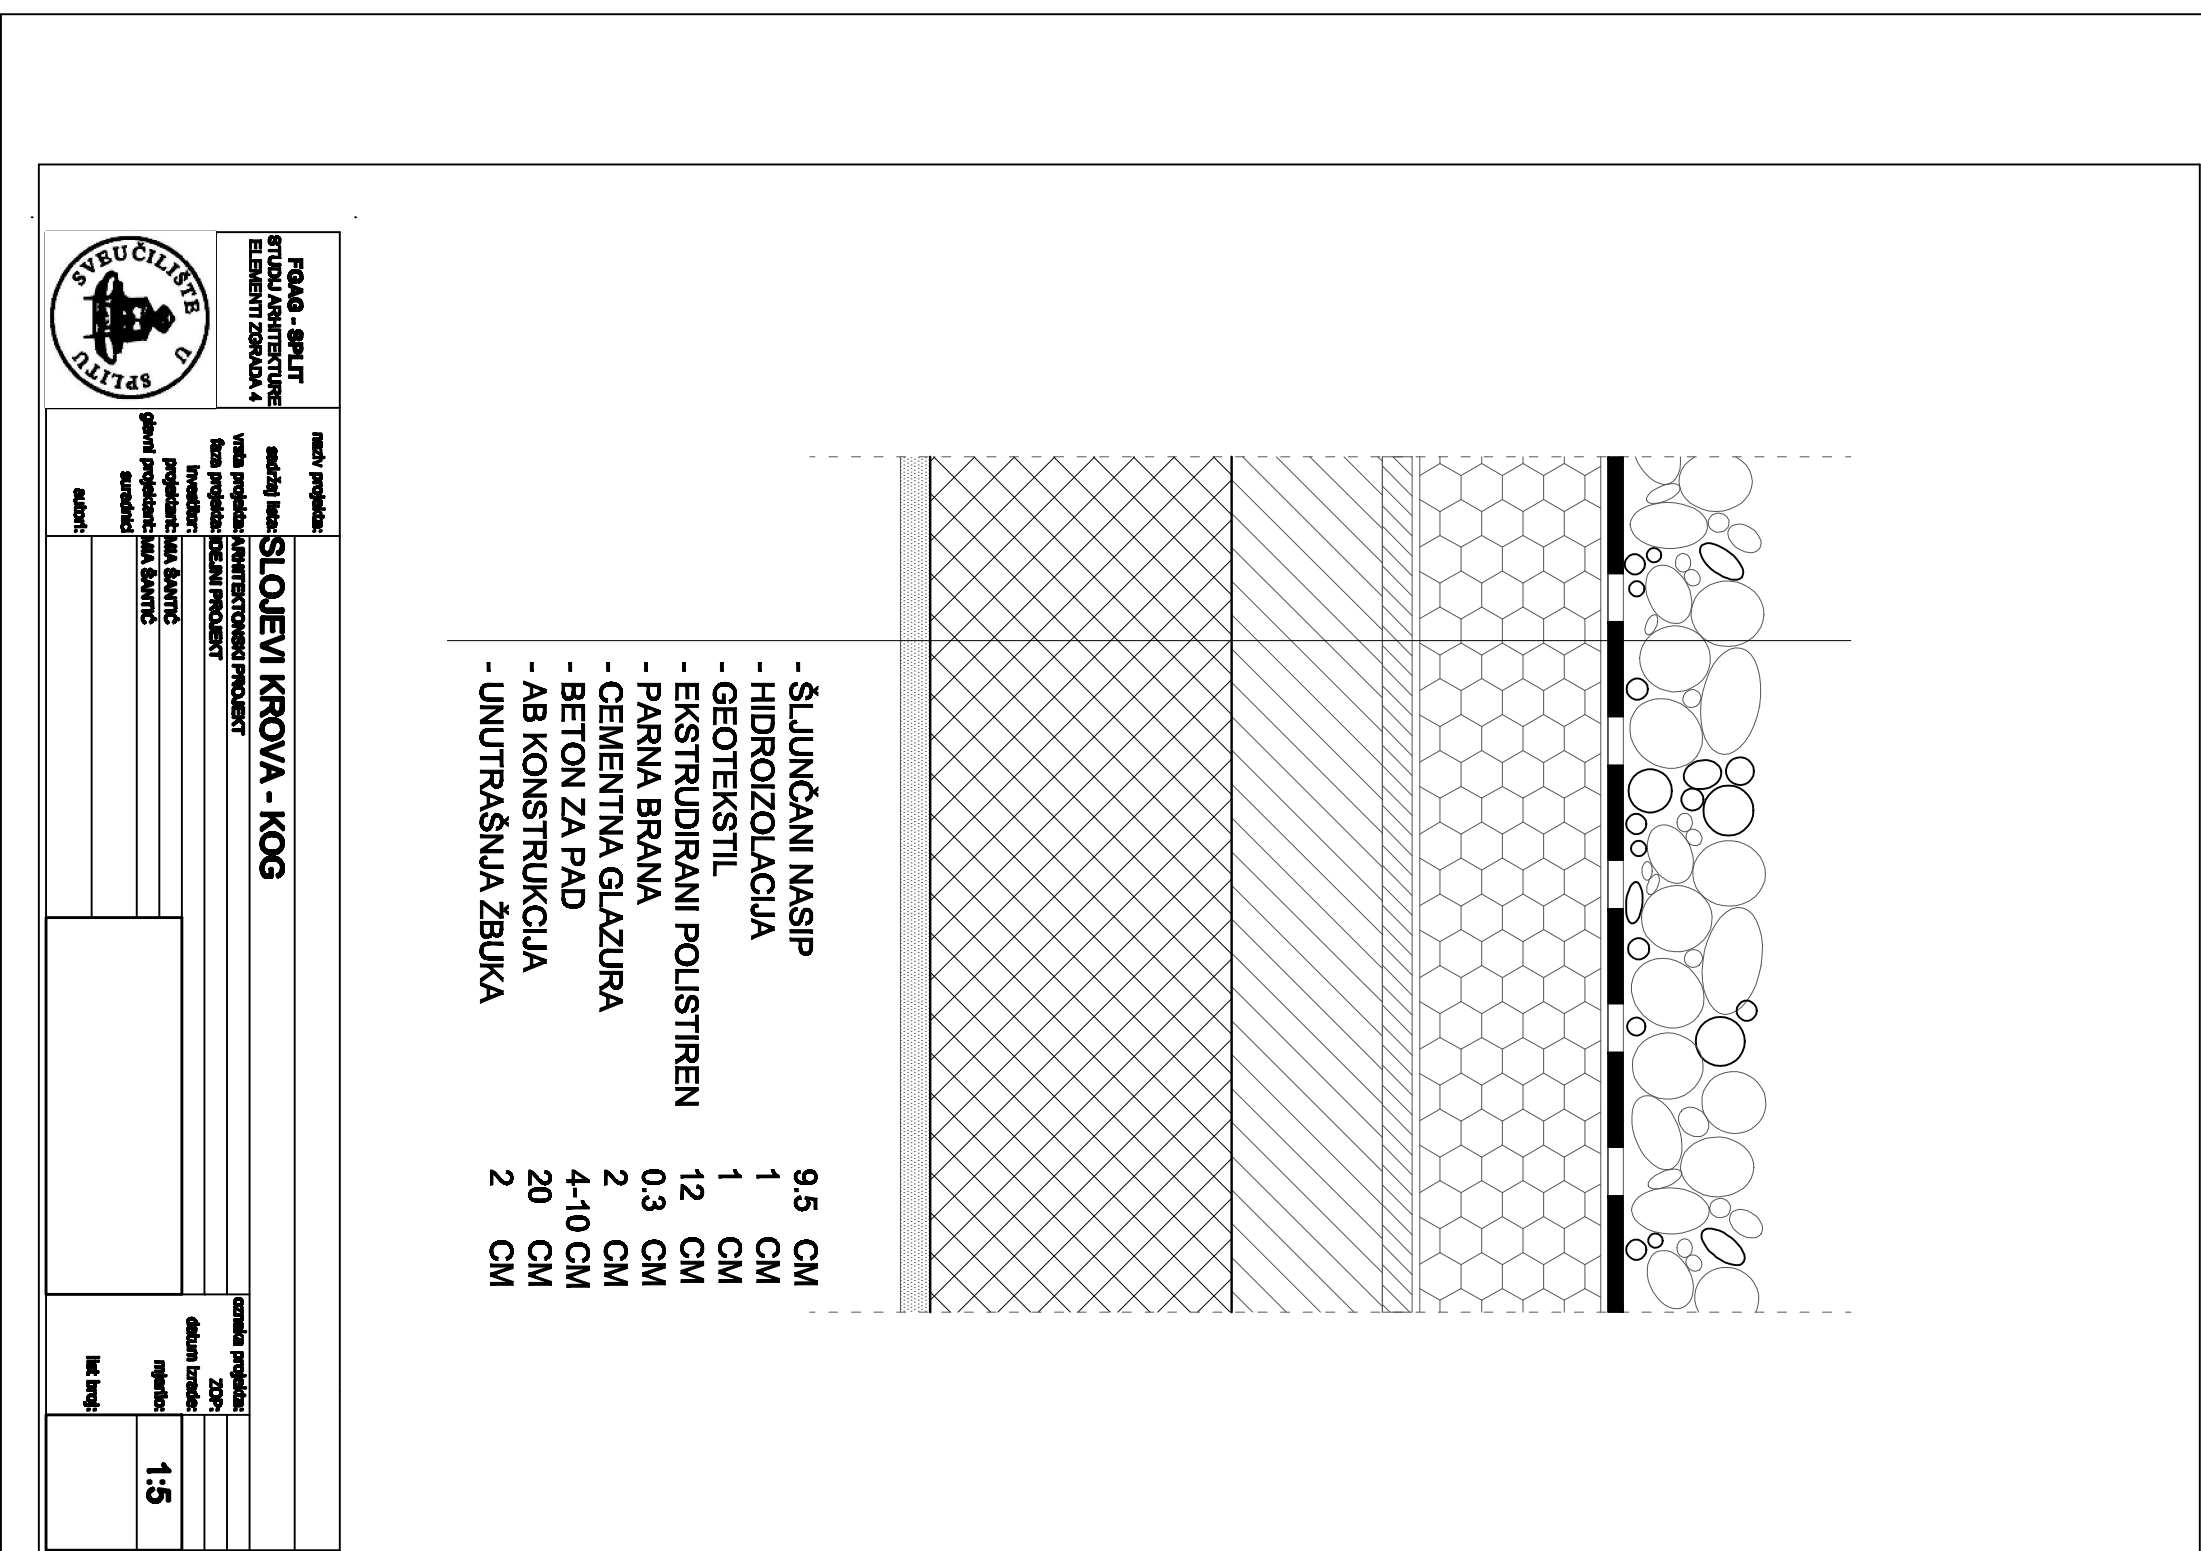 SVEUČILIŠTE U SPLITU
FGAG - SPLIT
STUDIJ ARHITEKTURE
ELEMENTI ZGRADA 4
naziv projekta:
sadržaj lista: SLOJEVI KROVA - KOG
vrsta projekta: ARHITEKTONSKI PROJEKT
faza projekta: IDEJNI PROJEKT
investitor:
projektant: MIA ŠANTIĆ
glavni projektant: MIA ŠANTIĆ
suradnici
autori:
oznaka projekta:
ZOP:
datum izrade:
mjerilo: 1:5
list broj:
- ŠLJUNČANI NASIP 9.5 CM
- HIDROIZOLACIJA 1 CM
- GEOTEKSTIL 1 CM
- EKSTRUDIRANI POLISTIREN 12 CM
- PARNA BRANA 0.3 CM
- CEMENTNA GLAZURA 2 CM
- BETON ZA PAD 4-10 CM
- AB KONSTRUKCIJA 20 CM
- UNUTRAŠNJA ŽBUKA 2 CM